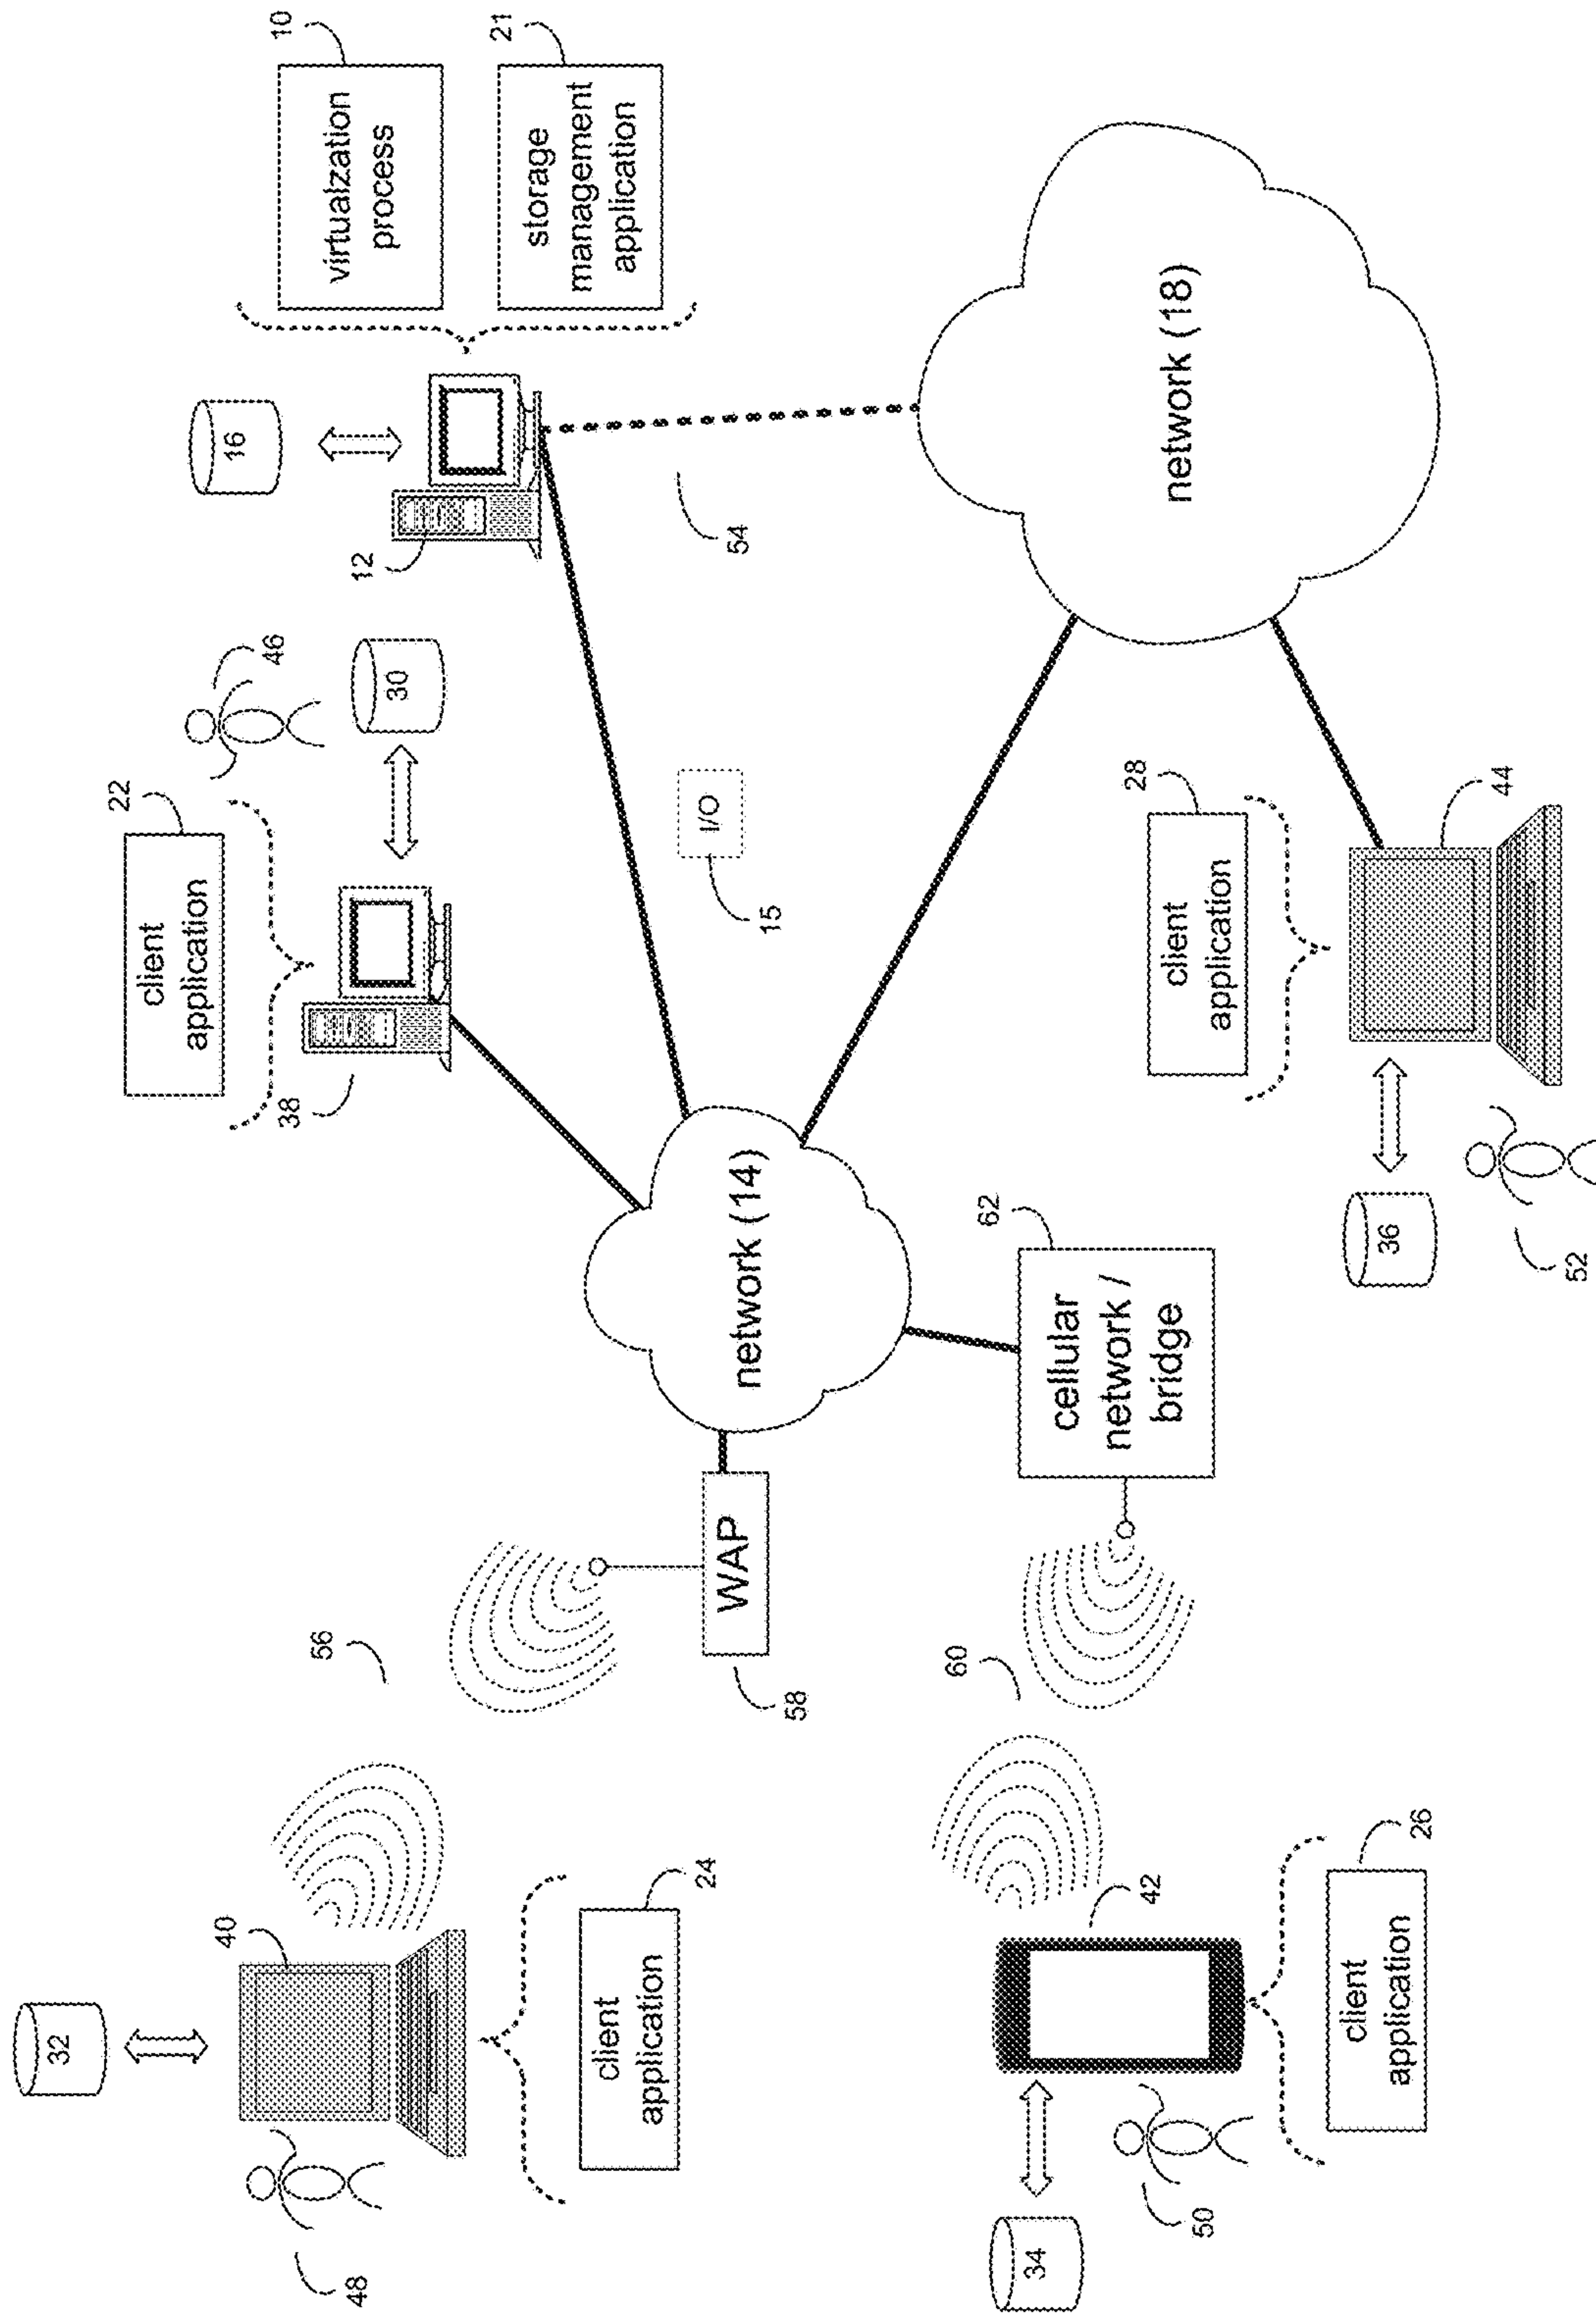 32
22
client
application
40
16
46
10
38
56
48
virtualzation
process
12
30
21
storage
management
application
client
application
24
I/O
54
WAP
network (14)
15
58
60
62
34
cellular
network /
bridge
28
42
client
application
network (18)
50
client
application
26
36
44
52